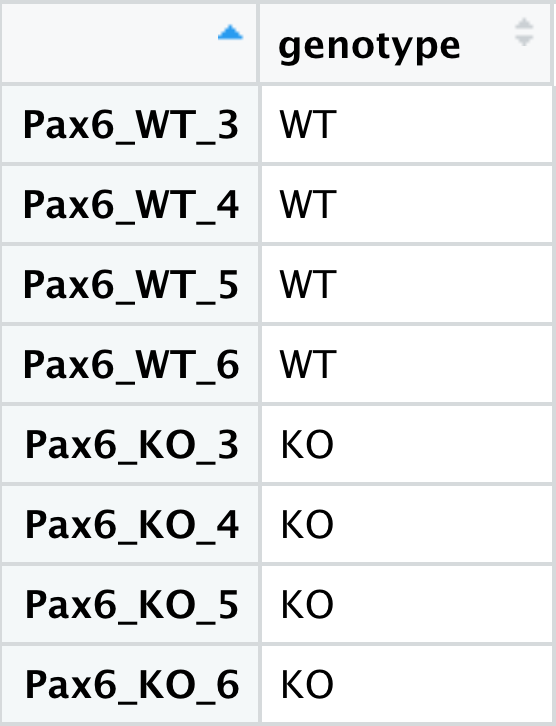 genotype
Pax6_WT_3 WT
Pax6_WT_4 WT
Pax6_WT_5 WT
Pax6_WT_6 WT
Pax6_KO_3 KO
Pax6_KO_4 KO
Pax6_KO_5 KO
Pax6_KO_6 KO